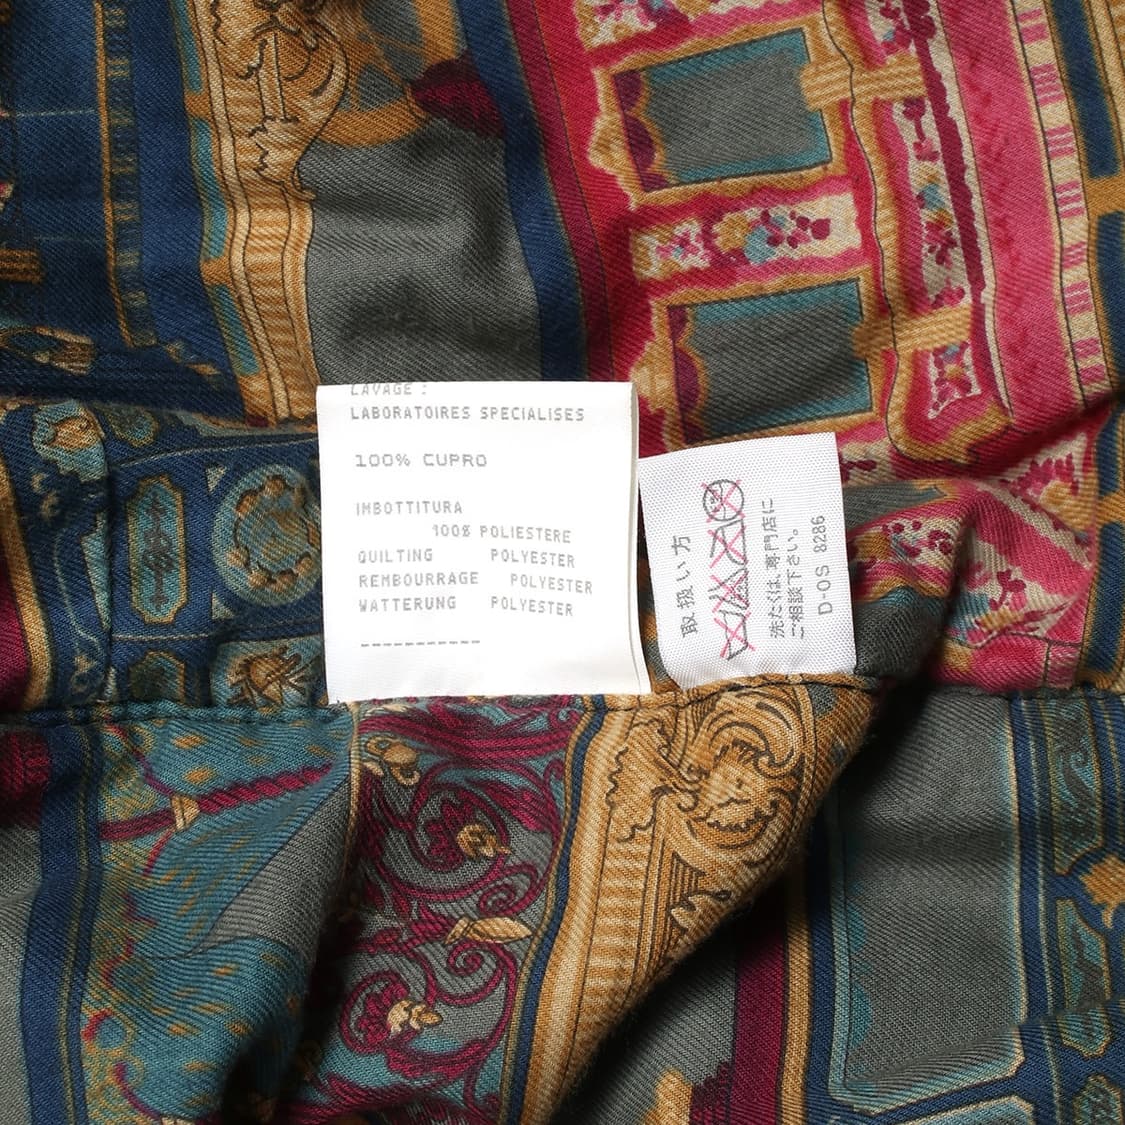 LAVAGE :
LABORATOIRES SPECIALISES
100% CUPRO
IMBOTTITURA
100% POLIESTERE
QUILTING POLYESTER
REMBOURRAGE POLYESTER
WATTERUNG POLYESTER
取扱い方
洗たくは、専門店に
ご相談下さい。
D-OS 8286